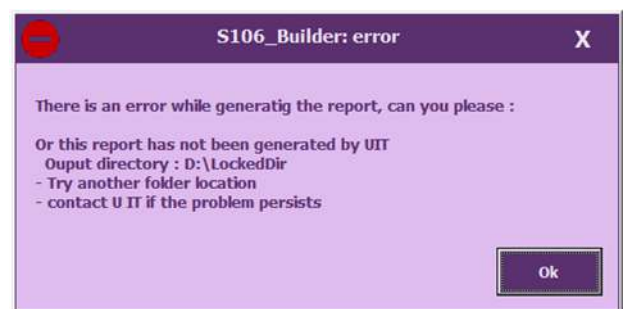 S106_Builder: error
X
There is an error while generatig the report, can you please :
Or this report has not been generated by UIT
Ouput directory : D:\LockedDir
- Try another folder location
- contact U IT if the problem persists
Ok